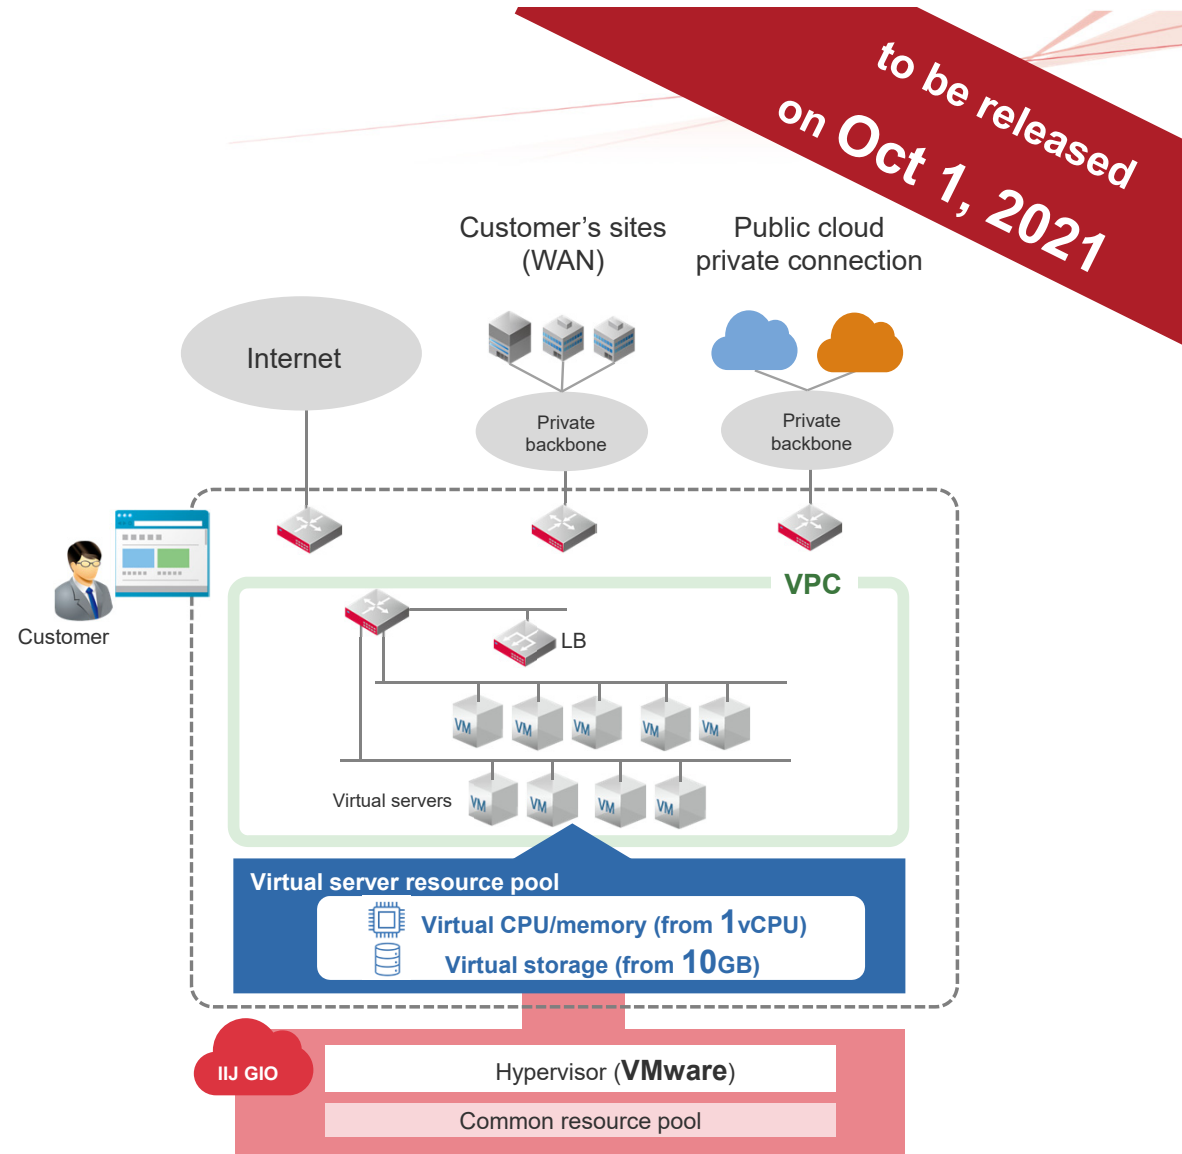 to be released
on Oct 1, 2021
Customer's sites
(WAN)
Public cloud
private connection
Internet
Private
backbone
Private
backbone
Customer
VPC
LB
VM
VM
VM
VM
VM
Virtual servers
VM
VM
VM
VM
Virtual server resource pool
Virtual CPU/memory (from 1vCPU)
Virtual storage (from 10GB)
IIJ GIO
Hypervisor (VMware)
Common resource pool